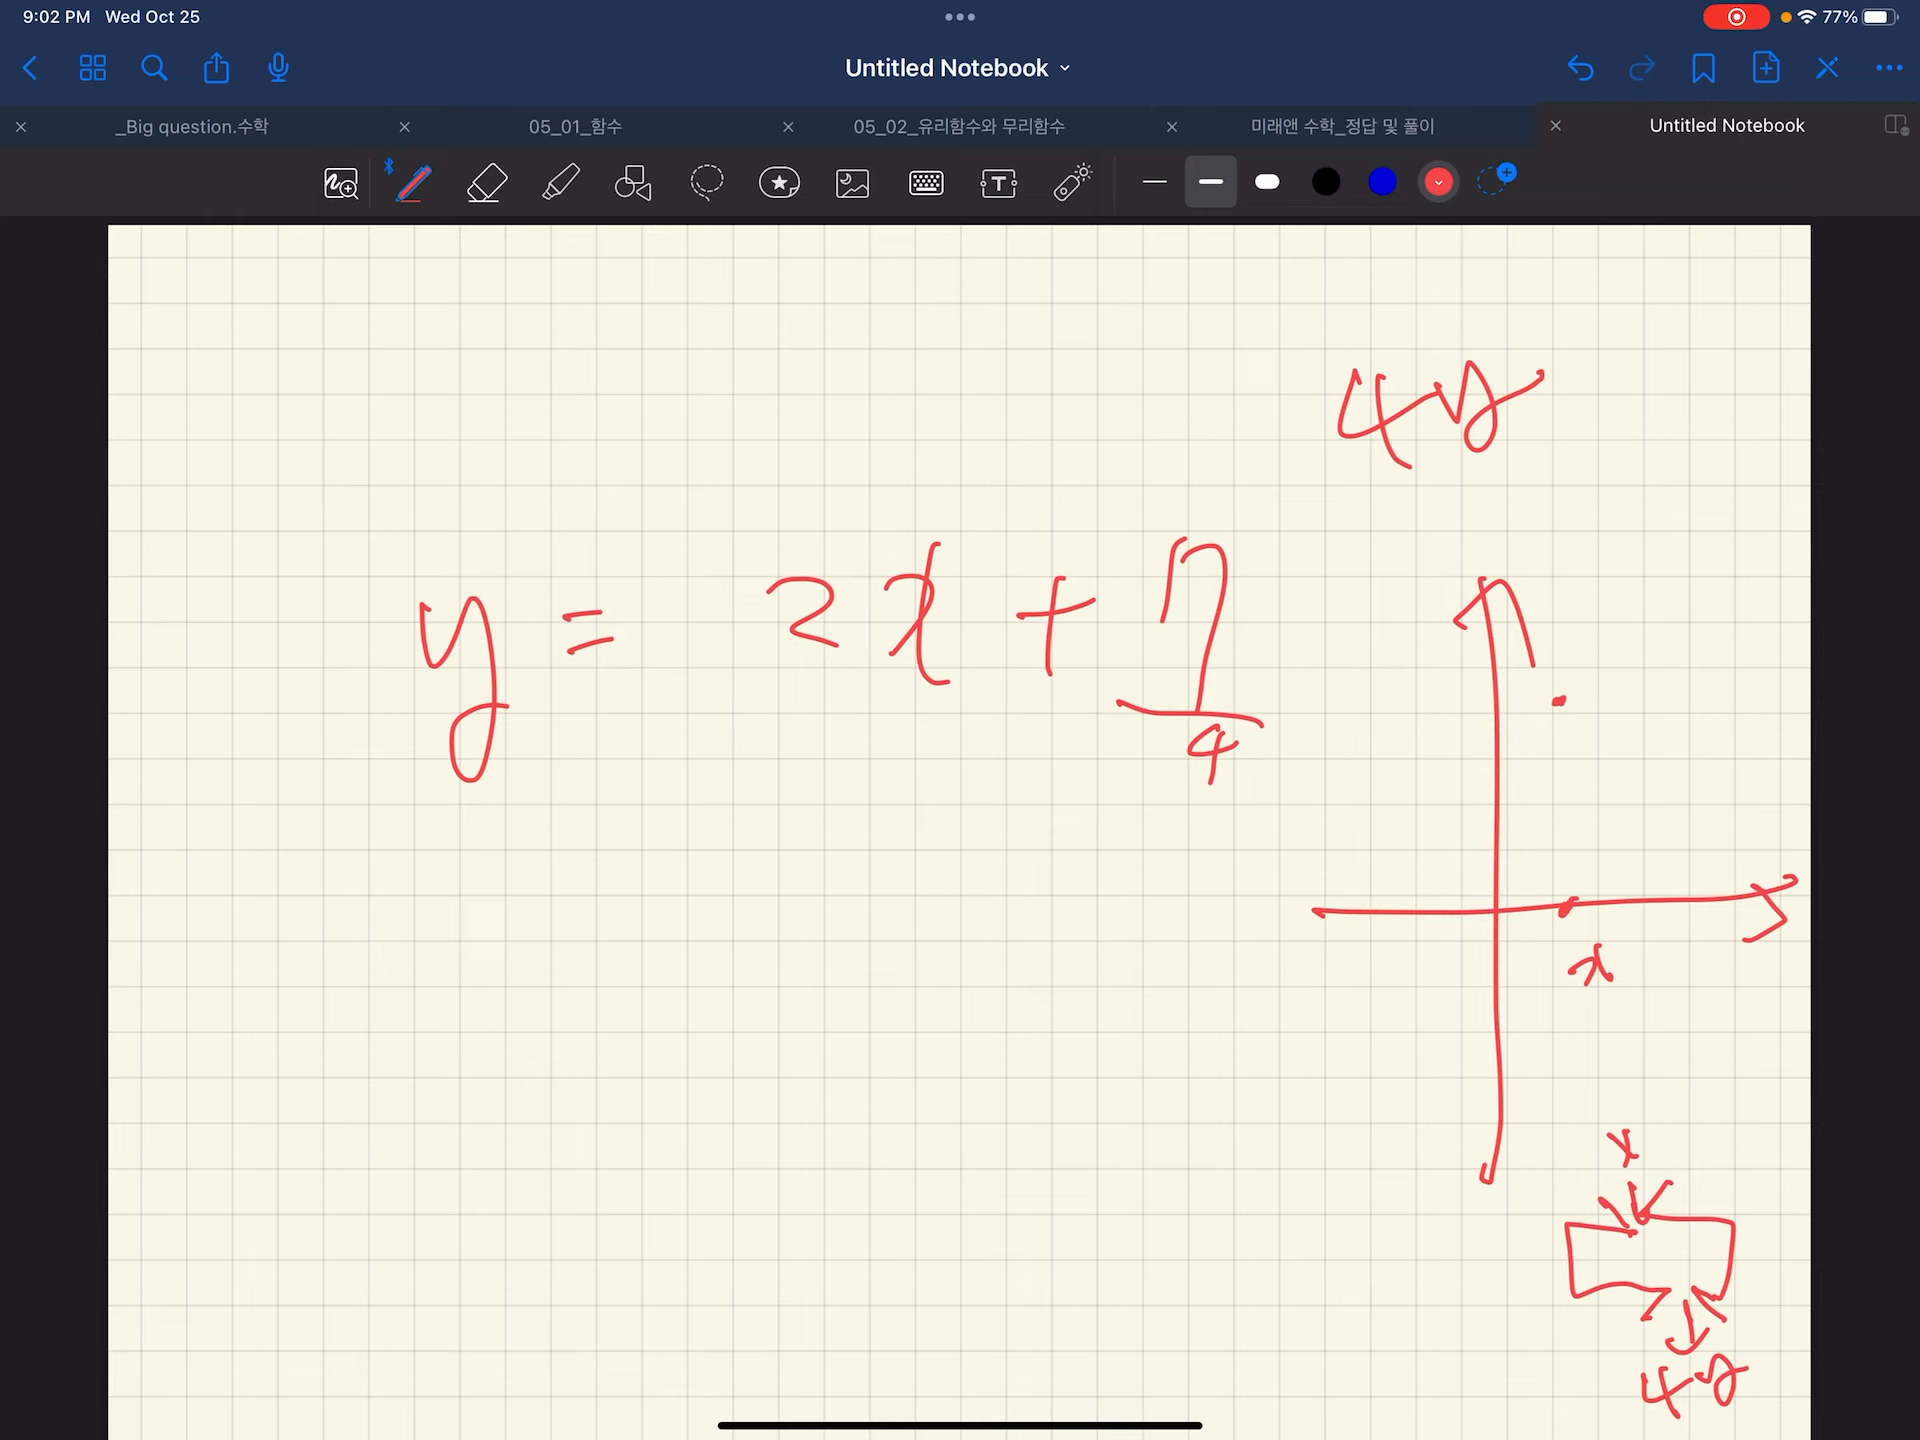 9:02 PM Wed Oct 25
77%
Untitled Notebook
_Big question.수학
05_01_함수
05_02_유리함수와 무리함수
미래앤 수학_정답 및 풀이
Untitled Notebook
T
4y
y = 2x + 7/4
x
x
4y